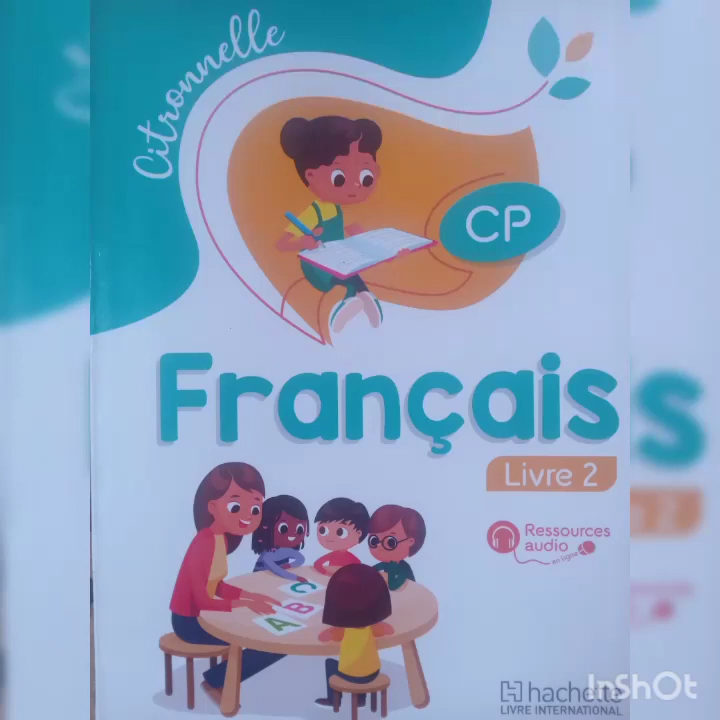 Citronnelle
CP
Français
Livre 2
Ressources
audio
en ligne
A B C
hachette
LIVRE INTERNATIONAL
InShOt